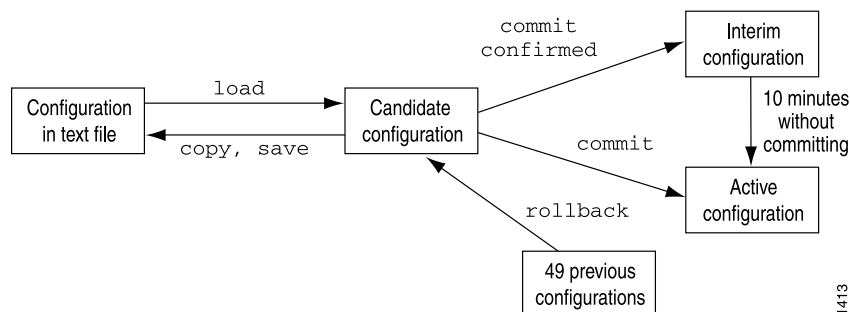 commit
confirmed
Interim
configuration
Configuration
in text file
load
copy, save
Candidate
configuration
10 minutes
without
committing
commit
Active
configuration
rollback
49 previous
configurations
1413